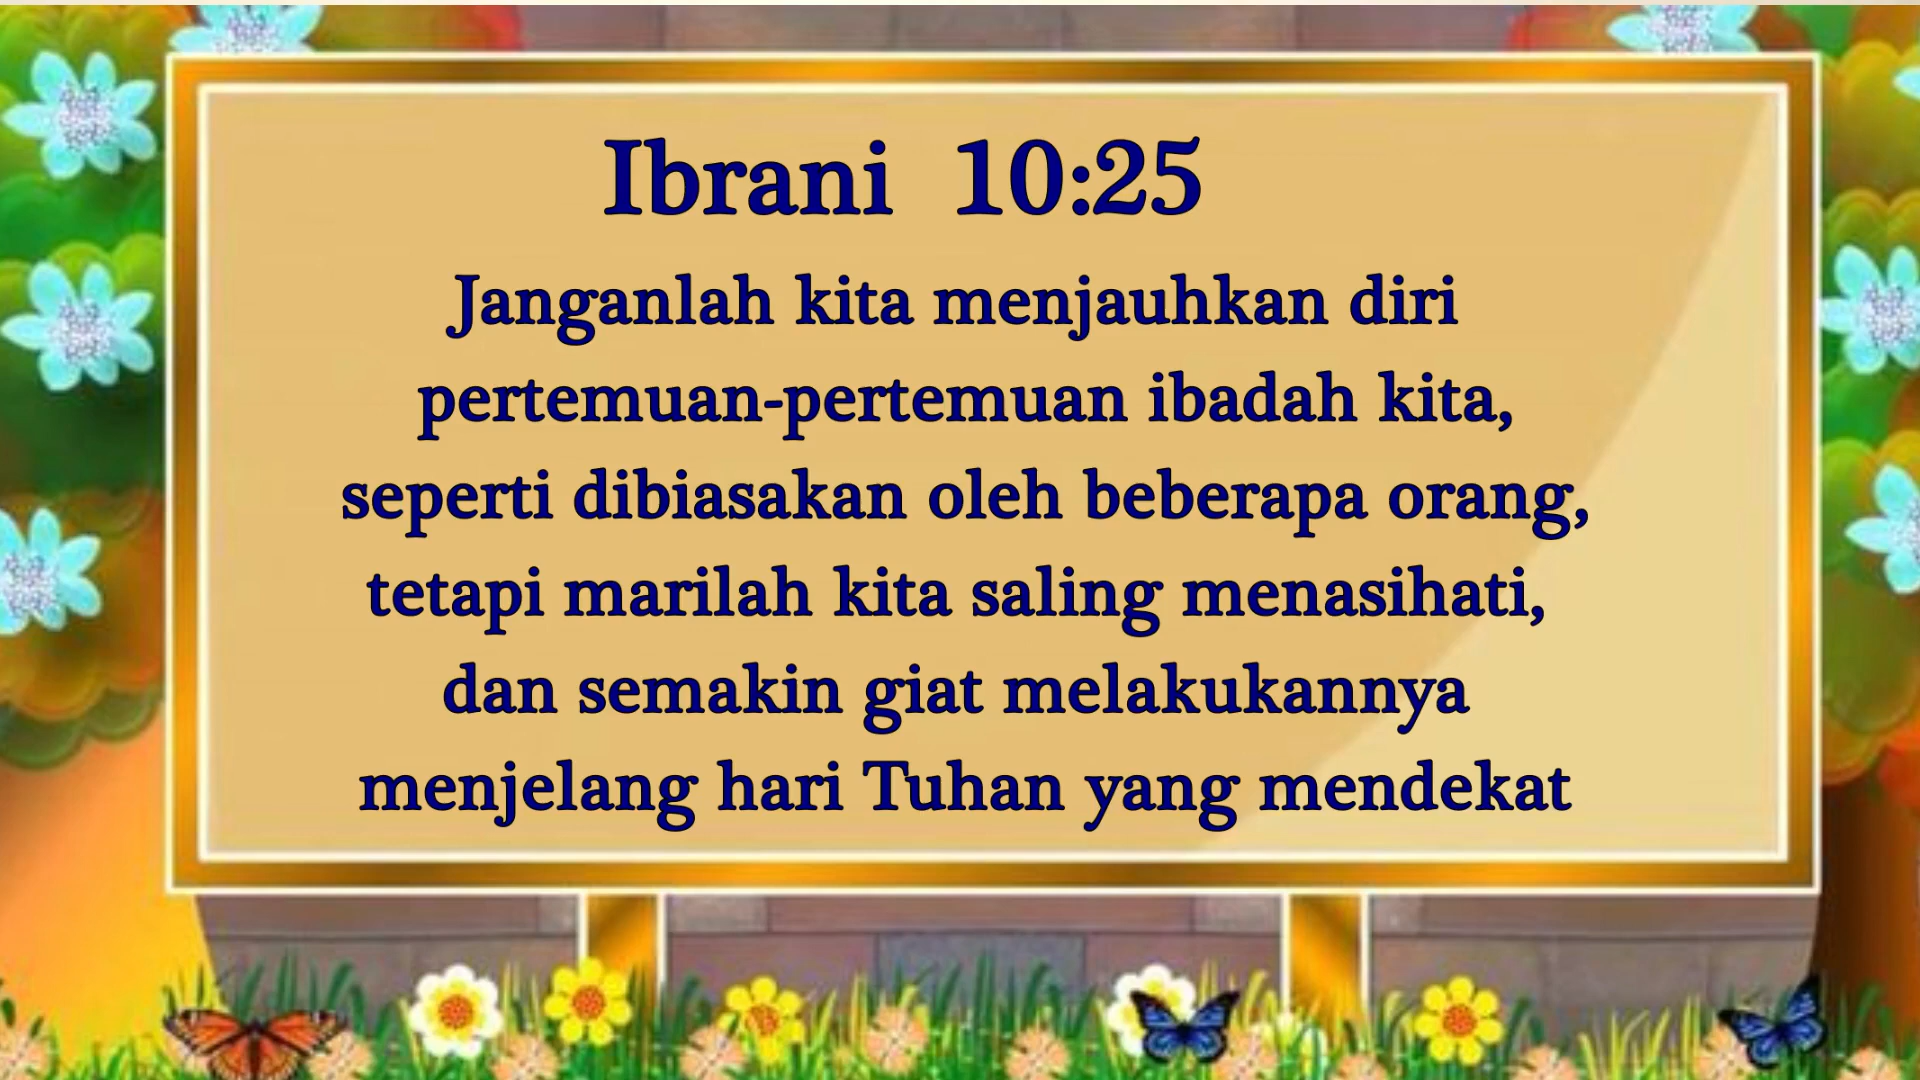 Ibrani 10:25
Janganlah kita menjauhkan diri
pertemuan-pertemuan ibadah kita,
seperti dibiasakan oleh beberapa orang,
tetapi marilah kita saling menasihati,
dan semakin giat melakukannya
menjelang hari Tuhan yang mendekat